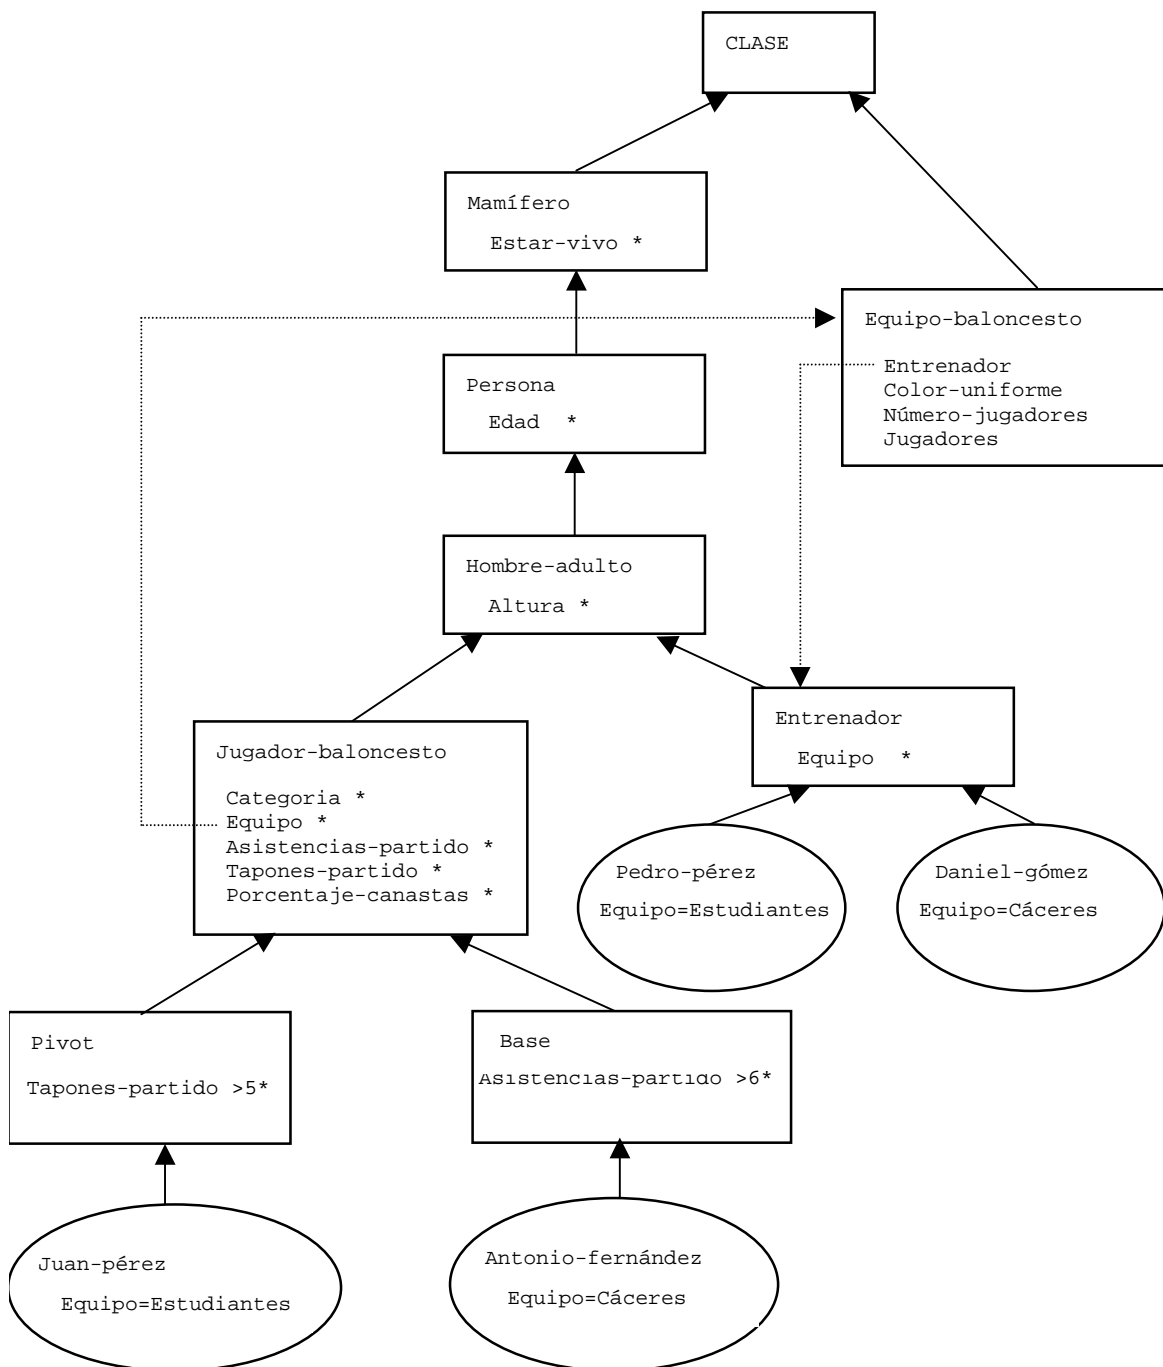 CLASE
Mamífero
Estar-vivo *
Equipo-baloncesto
Entrenador
Color-uniforme
Número-jugadores
Jugadores
Persona
Edad *
Hombre-adulto
Altura *
Entrenador
Equipo *
Jugador-baloncesto
Categoria *
Equipo *
Asistencias-partido *
Tapones-partido *
Porcentaje-canastas *
Pedro-pérez
Equipo=Estudiantes
Daniel-gómez
Equipo=Cáceres
Pivot
Tapones-partido >5*
Base
Asistencias-partido >6*
Juan-pérez
Equipo=Estudiantes
Antonio-fernández
Equipo=Cáceres